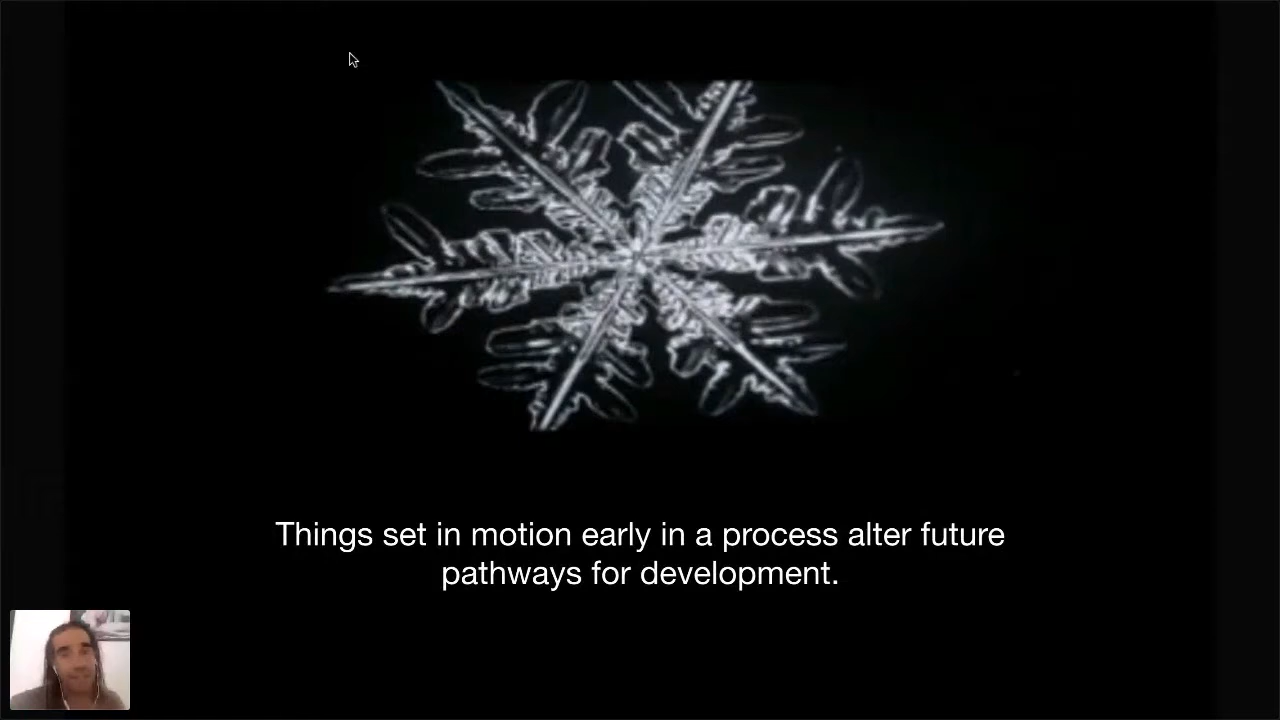 Things set in motion early in a process alter future
pathways for development.